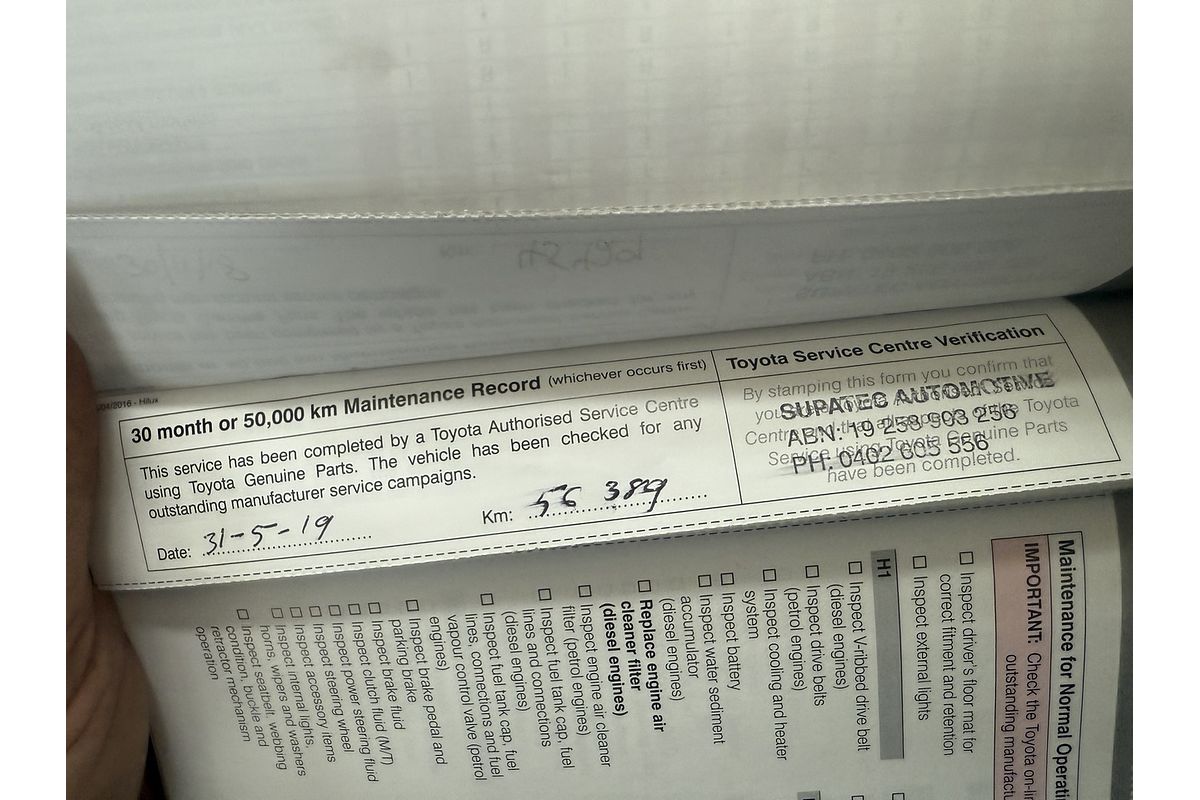 /04/2016 - Hilux
30 month or 50,000 km Maintenance Record (whichever occurs first)
This service has been completed by a Toyota Authorised Service Centre
using Toyota Genuine Parts. The vehicle has been checked for any
outstanding manufacturer service campaigns.
Date: 31-5-19
Km: 56 389
Toyota Service Centre Verification
By stamping this form you confirm that
you
Centre and that all the Toyota
Service using Toyota Genuine Parts
have been completed.
SUPATEC AUTOMOTIVE
ABN: 19 258 903 256
PH: 0402 605 556
Maintenance for Normal Operati
IMPORTANT: Check the Toyota on-li
outstanding manufactu
☐ Inspect driver's floor mat for
correct fitment and retention
☐ Inspect external lights
H1
☐ Inspect V-ribbed drive belt
(diesel engines)
☐ Inspect drive belts
(petrol engines)
☐ Inspect cooling and heater
system
☐ Inspect battery
☐ Inspect water sediment
accumulator
(diesel engines)
☐ Replace engine air
cleaner filter
(diesel engines)
☐ Inspect engine air cleaner
filter (petrol engines)
☐ Inspect fuel tank cap, fuel
lines and connections
(diesel engines)
☐ Inspect fuel tank cap, fuel
lines, connections and fuel
vapour control valve (petrol
engines)
☐ Inspect brake pedal and
parking brake
☐ Inspect brake fluid
☐ Inspect clutch fluid (M/T)
☐ Inspect power steering fluid
☐ Inspect steering wheel
☐ Inspect accessory items
☐ Inspect internal lights,
horns, wipers and washers
☐ Inspect seatbelt, webbing
condition, buckle and
retractor mechanism
operation